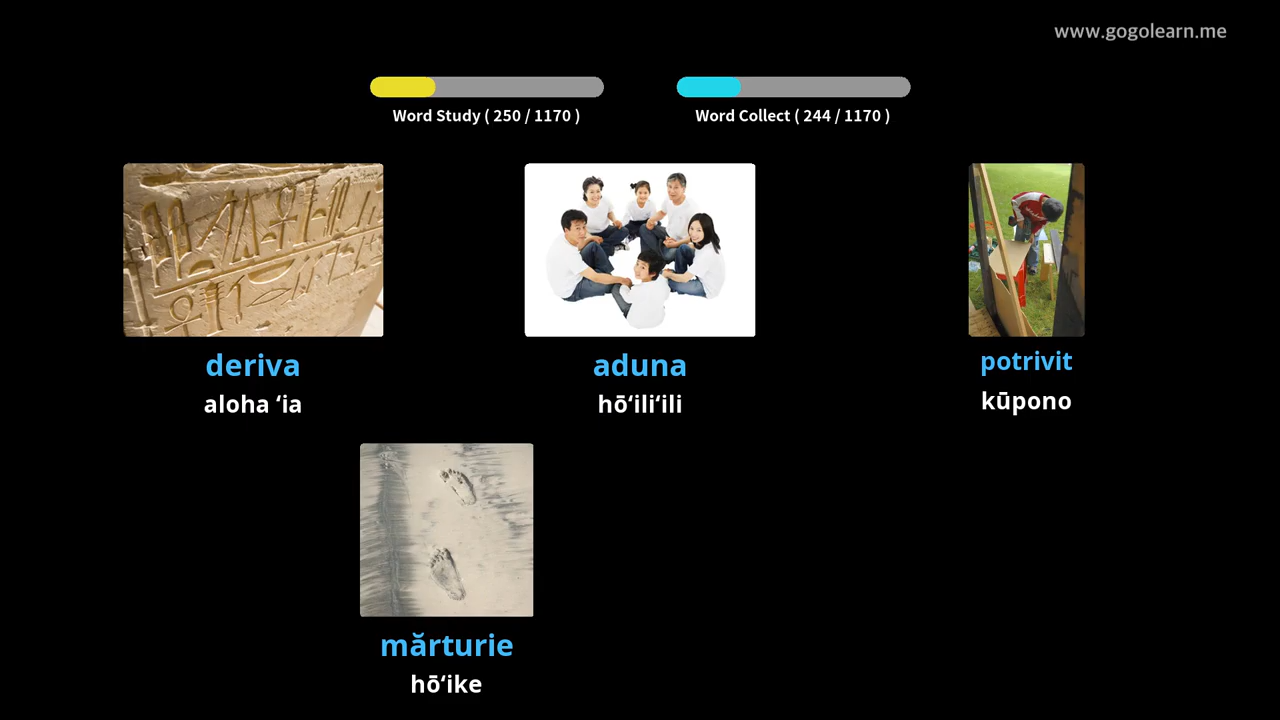 www.gogolearn.me
Word Study ( 250 / 1170 )
Word Collect ( 244 / 1170 )
deriva
aloha ʻia
aduna
hōʻiliʻili
potrivit
kūpono
mărturie
hōʻike